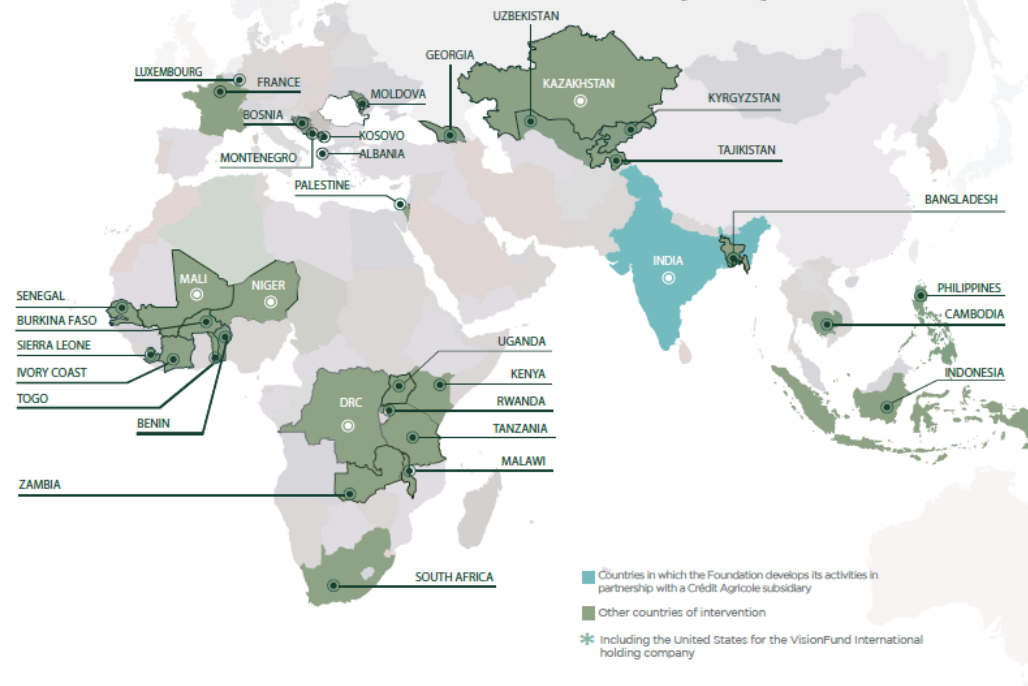 UZBEKISTAN
GEORGIA
LUXEMBOURG
FRANCE
KAZAKHSTAN
MOLDOVA
KYRGYZSTAN
BOSNIA
KOSOVO
MONTENEGRO
ALBANIA
TAJIKISTAN
PALESTINE
BANGLADESH
INDIA
MALI
NIGER
SENEGAL
PHILIPPINES
BURKINA FASO
CAMBODIA
SIERRA LEONE
UGANDA
IVORY COAST
KENYA
INDONESIA
TOGO
DRC
RWANDA
BENIN
TANZANIA
MALAWI
ZAMBIA
SOUTH AFRICA
Countries in which the Foundation develops its activities in
partnership with a Crédit Agricole subsidiary
Other countries of intervention
* Including the United States for the VisionFund International
holding company